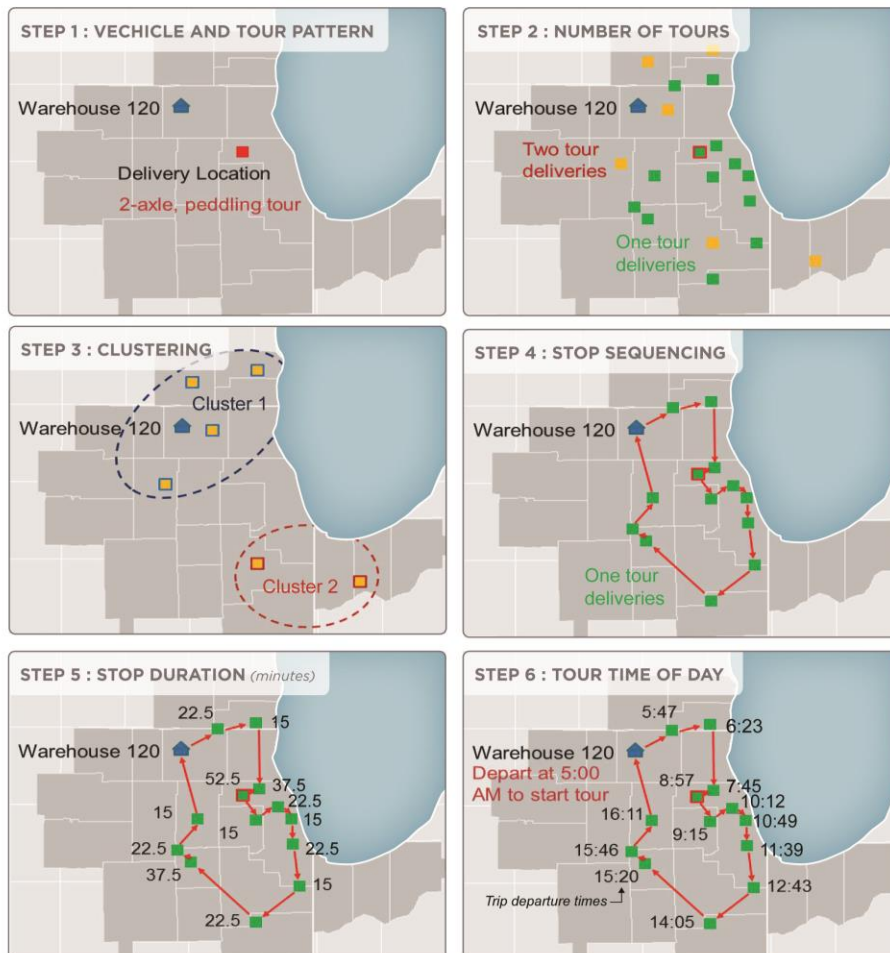 STEP 1 : VECHICLE AND TOUR PATTERN
Warehouse 120
Delivery Location
2-axle, peddling tour
STEP 2 : NUMBER OF TOURS
Warehouse 120
Two tour
deliveries
One tour
deliveries
STEP 3 : CLUSTERING
Cluster 1
Warehouse 120
Cluster 2
STEP 4 : STOP SEQUENCING
Warehouse 120
One tour
deliveries
STEP 5 : STOP DURATION (minutes)
22.5
15
Warehouse 120
52.5
37.5
22.5
15
15
15
22.5
22.5
37.5
15
22.5
STEP 6 : TOUR TIME OF DAY
5:47
6:23
Warehouse 120
Depart at 5:00
AM to start tour
8:57
7:45
10:12
16:11
10:49
9:15
11:39
15:46
15:20
12:43
Trip departure times
14:05